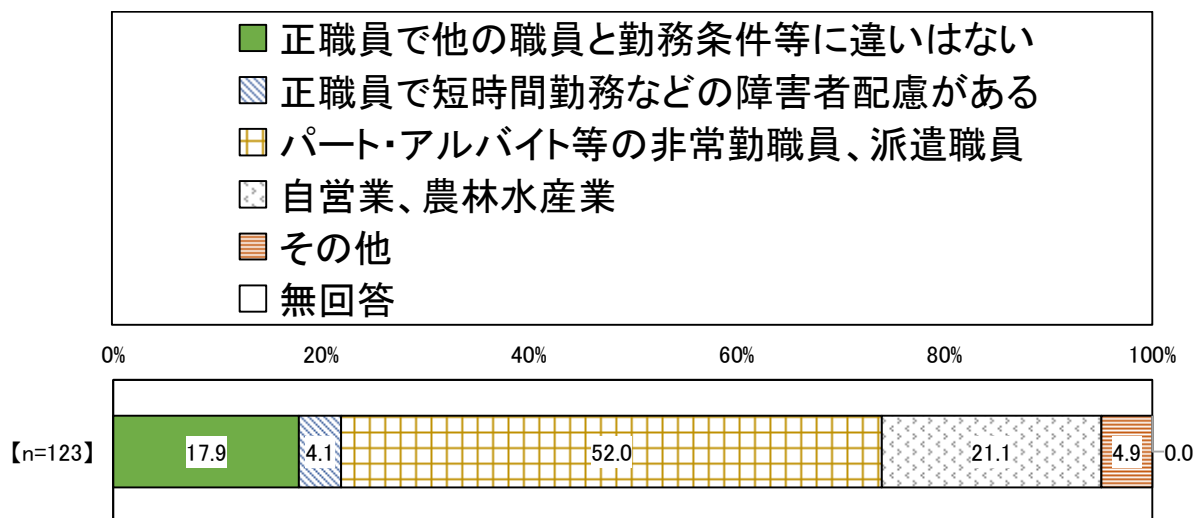 正職員で他の職員と勤務条件等に違いはない
正職員で短時間勤務などの障害者配慮がある
パート・アルバイト等の非常勤職員、派遣職員
自営業、農林水産業
その他
無回答
0% 20% 40% 60% 80% 100%
【n=123】 17.9 4.1 52.0 21.1 4.9 0.0